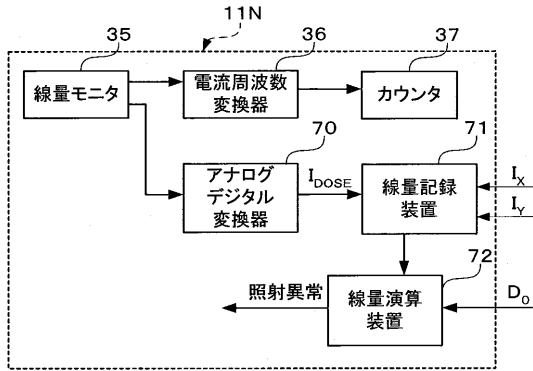 11N
35
36
37
線量モニタ
電流周波数
変換器
カウンタ
70
71
アナログ
デジタル
変換器
I_DOSE
線量記録
装置
I_X
I_Y
72
照射異常
線量演算
装置
D_0